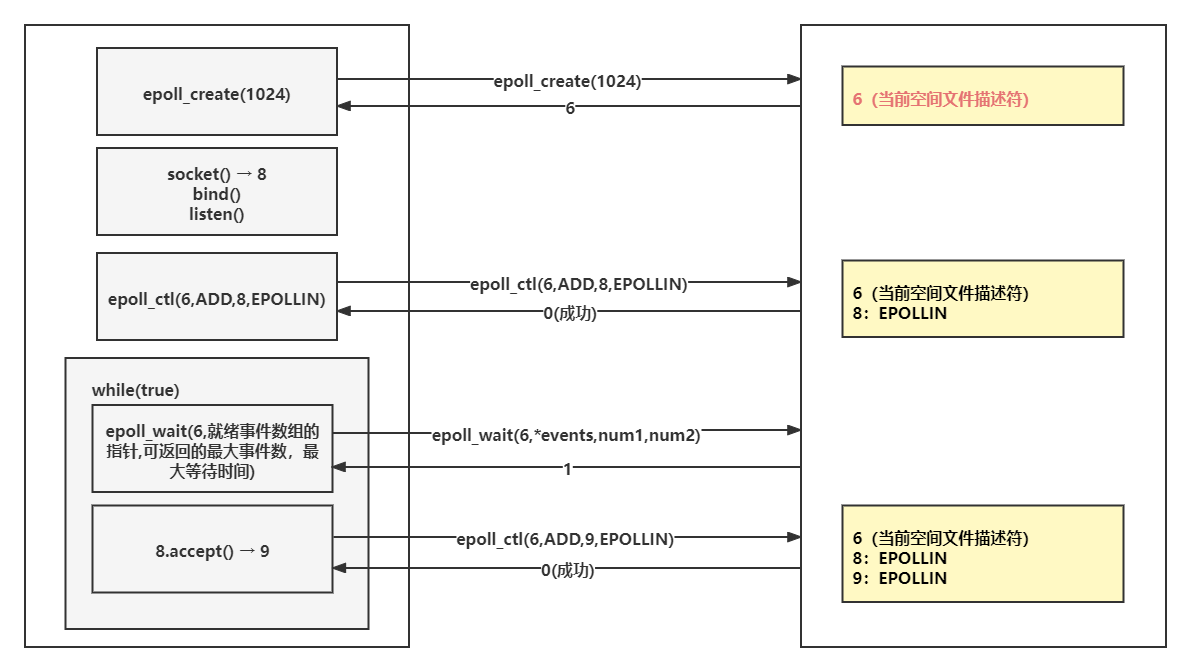 epoll_create(1024)
epoll_create(1024)
6
6（当前空间文件描述符)
socket() → 8
bind()
listen()
epoll_ctl(6,ADD,8,EPOLLIN)
epoll_ctl(6,ADD,8,EPOLLIN)
0(成功)
6（当前空间文件描述符)
8：EPOLLIN
while(true)
epoll_wait(6,就绪事件数组的
指针,可返回的最大事件数，最
大等待时间)
epoll_wait(6,*events,num1,num2)
1
8.accept() → 9
epoll_ctl(6,ADD,9,EPOLLIN)
0(成功)
6（当前空间文件描述符)
8：EPOLLIN
9：EPOLLIN